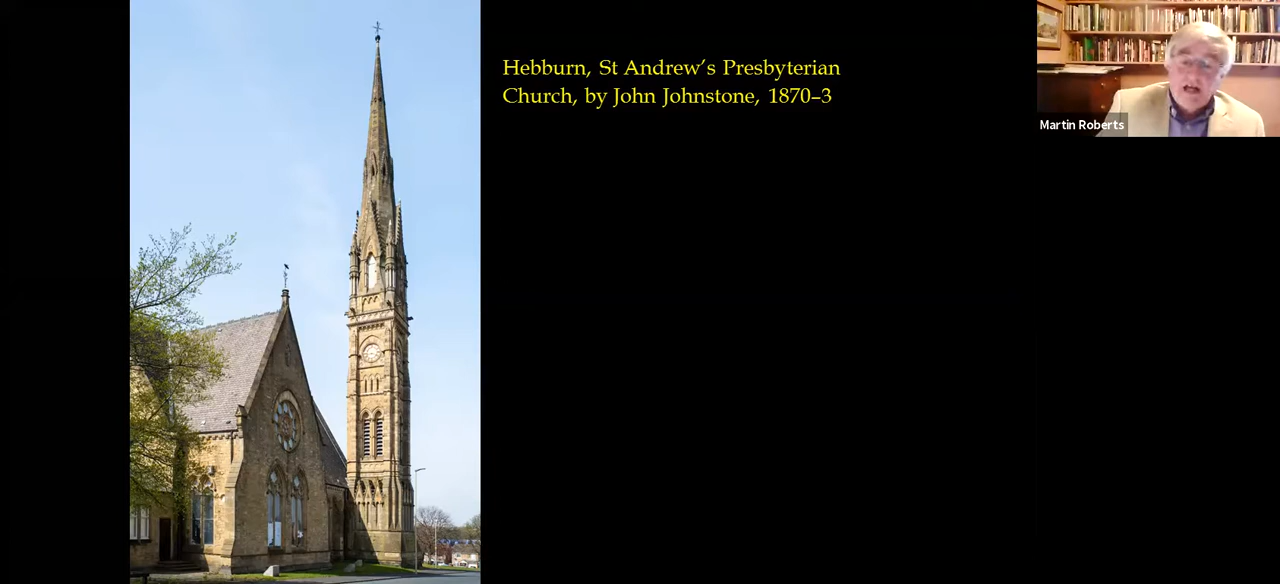 Hebburn, St Andrew’s Presbyterian
Church, by John Johnstone, 1870–3
Martin Roberts